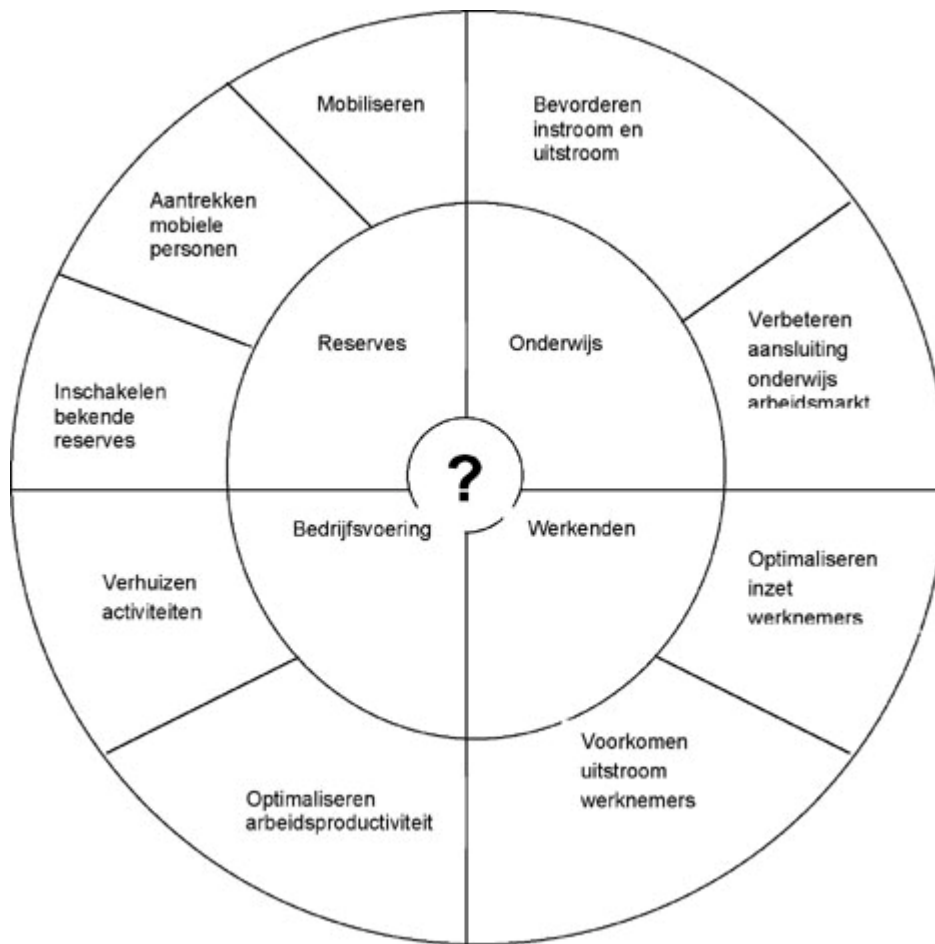 Mobiliseren
Bevorderen
instroom en
uitstroom
Aantrekken
mobiele
personen
Verbeteren
aansluiting
onderwijs
arbeidsmarkt
Inschakelen
bekende
reserves
Reserves
Onderwijs
?
Bedrijfsvoering
Werkenden
Verhuizen
activiteiten
Optimaliseren
inzet
werknemers
Optimaliseren
arbeidsproductiviteit
Voorkomen
uitstroom
werknemers